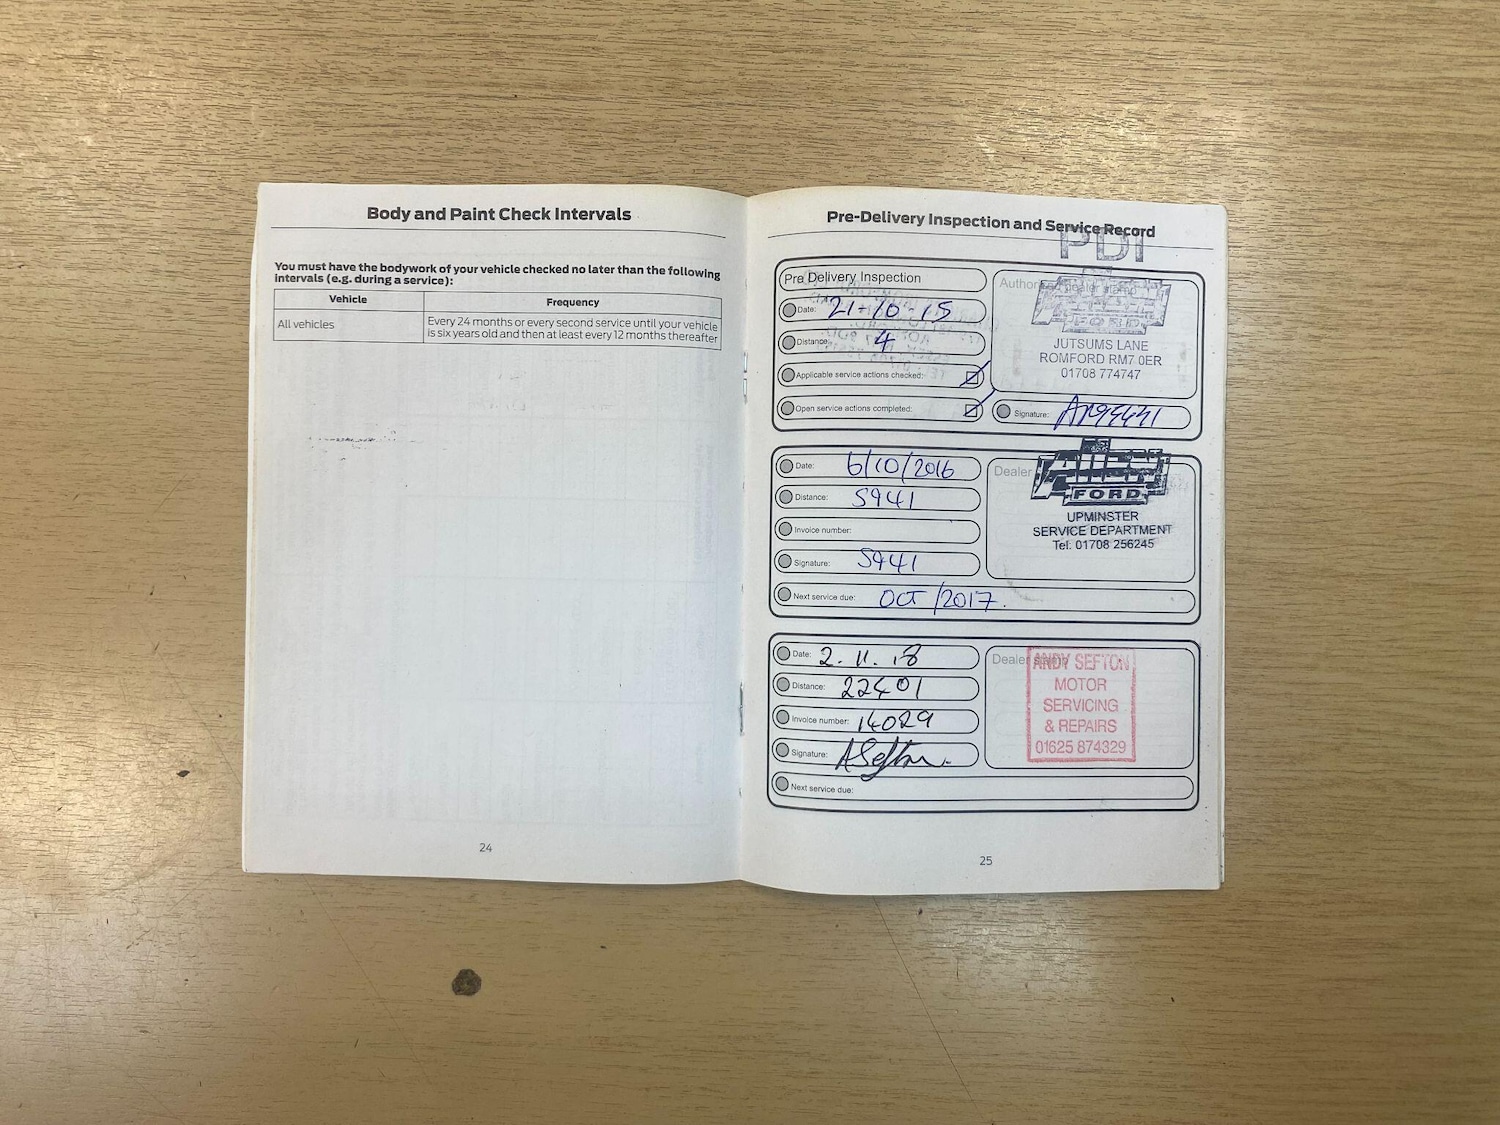 Body and Paint Check Intervals
You must have the bodywork of your vehicle checked no later than the following
intervals (e.g. during a service):
Vehicle Frequency
All vehicles Every 24 months or every second service until your vehicle
is six years old and then at least every 12 months thereafter
24
Pre-Delivery Inspection and Service Record
PDI
Pre Delivery Inspection
Date: 21-10-15
Distance: 4
Applicable service actions checked:
Open service actions completed:
Authorised dealer stamp
FORD
JUTSUMS LANE
ROMFORD RM7 0ER
01708 774747
Signature:
Date: 6/10/2016
Distance: 5941
Invoice number:
Signature: 5941
Next service due: OCT/2017.
Dealer
FORD
UPMINSTER
SERVICE DEPARTMENT
Tel: 01708 256245
Date: 2.11.18
Distance: 22401
Invoice number: 14029
Signature: A Sefton.
Next service due:
Dealer stamp
ANDY SEFTON
MOTOR
SERVICING
& REPAIRS
01625 874329
25